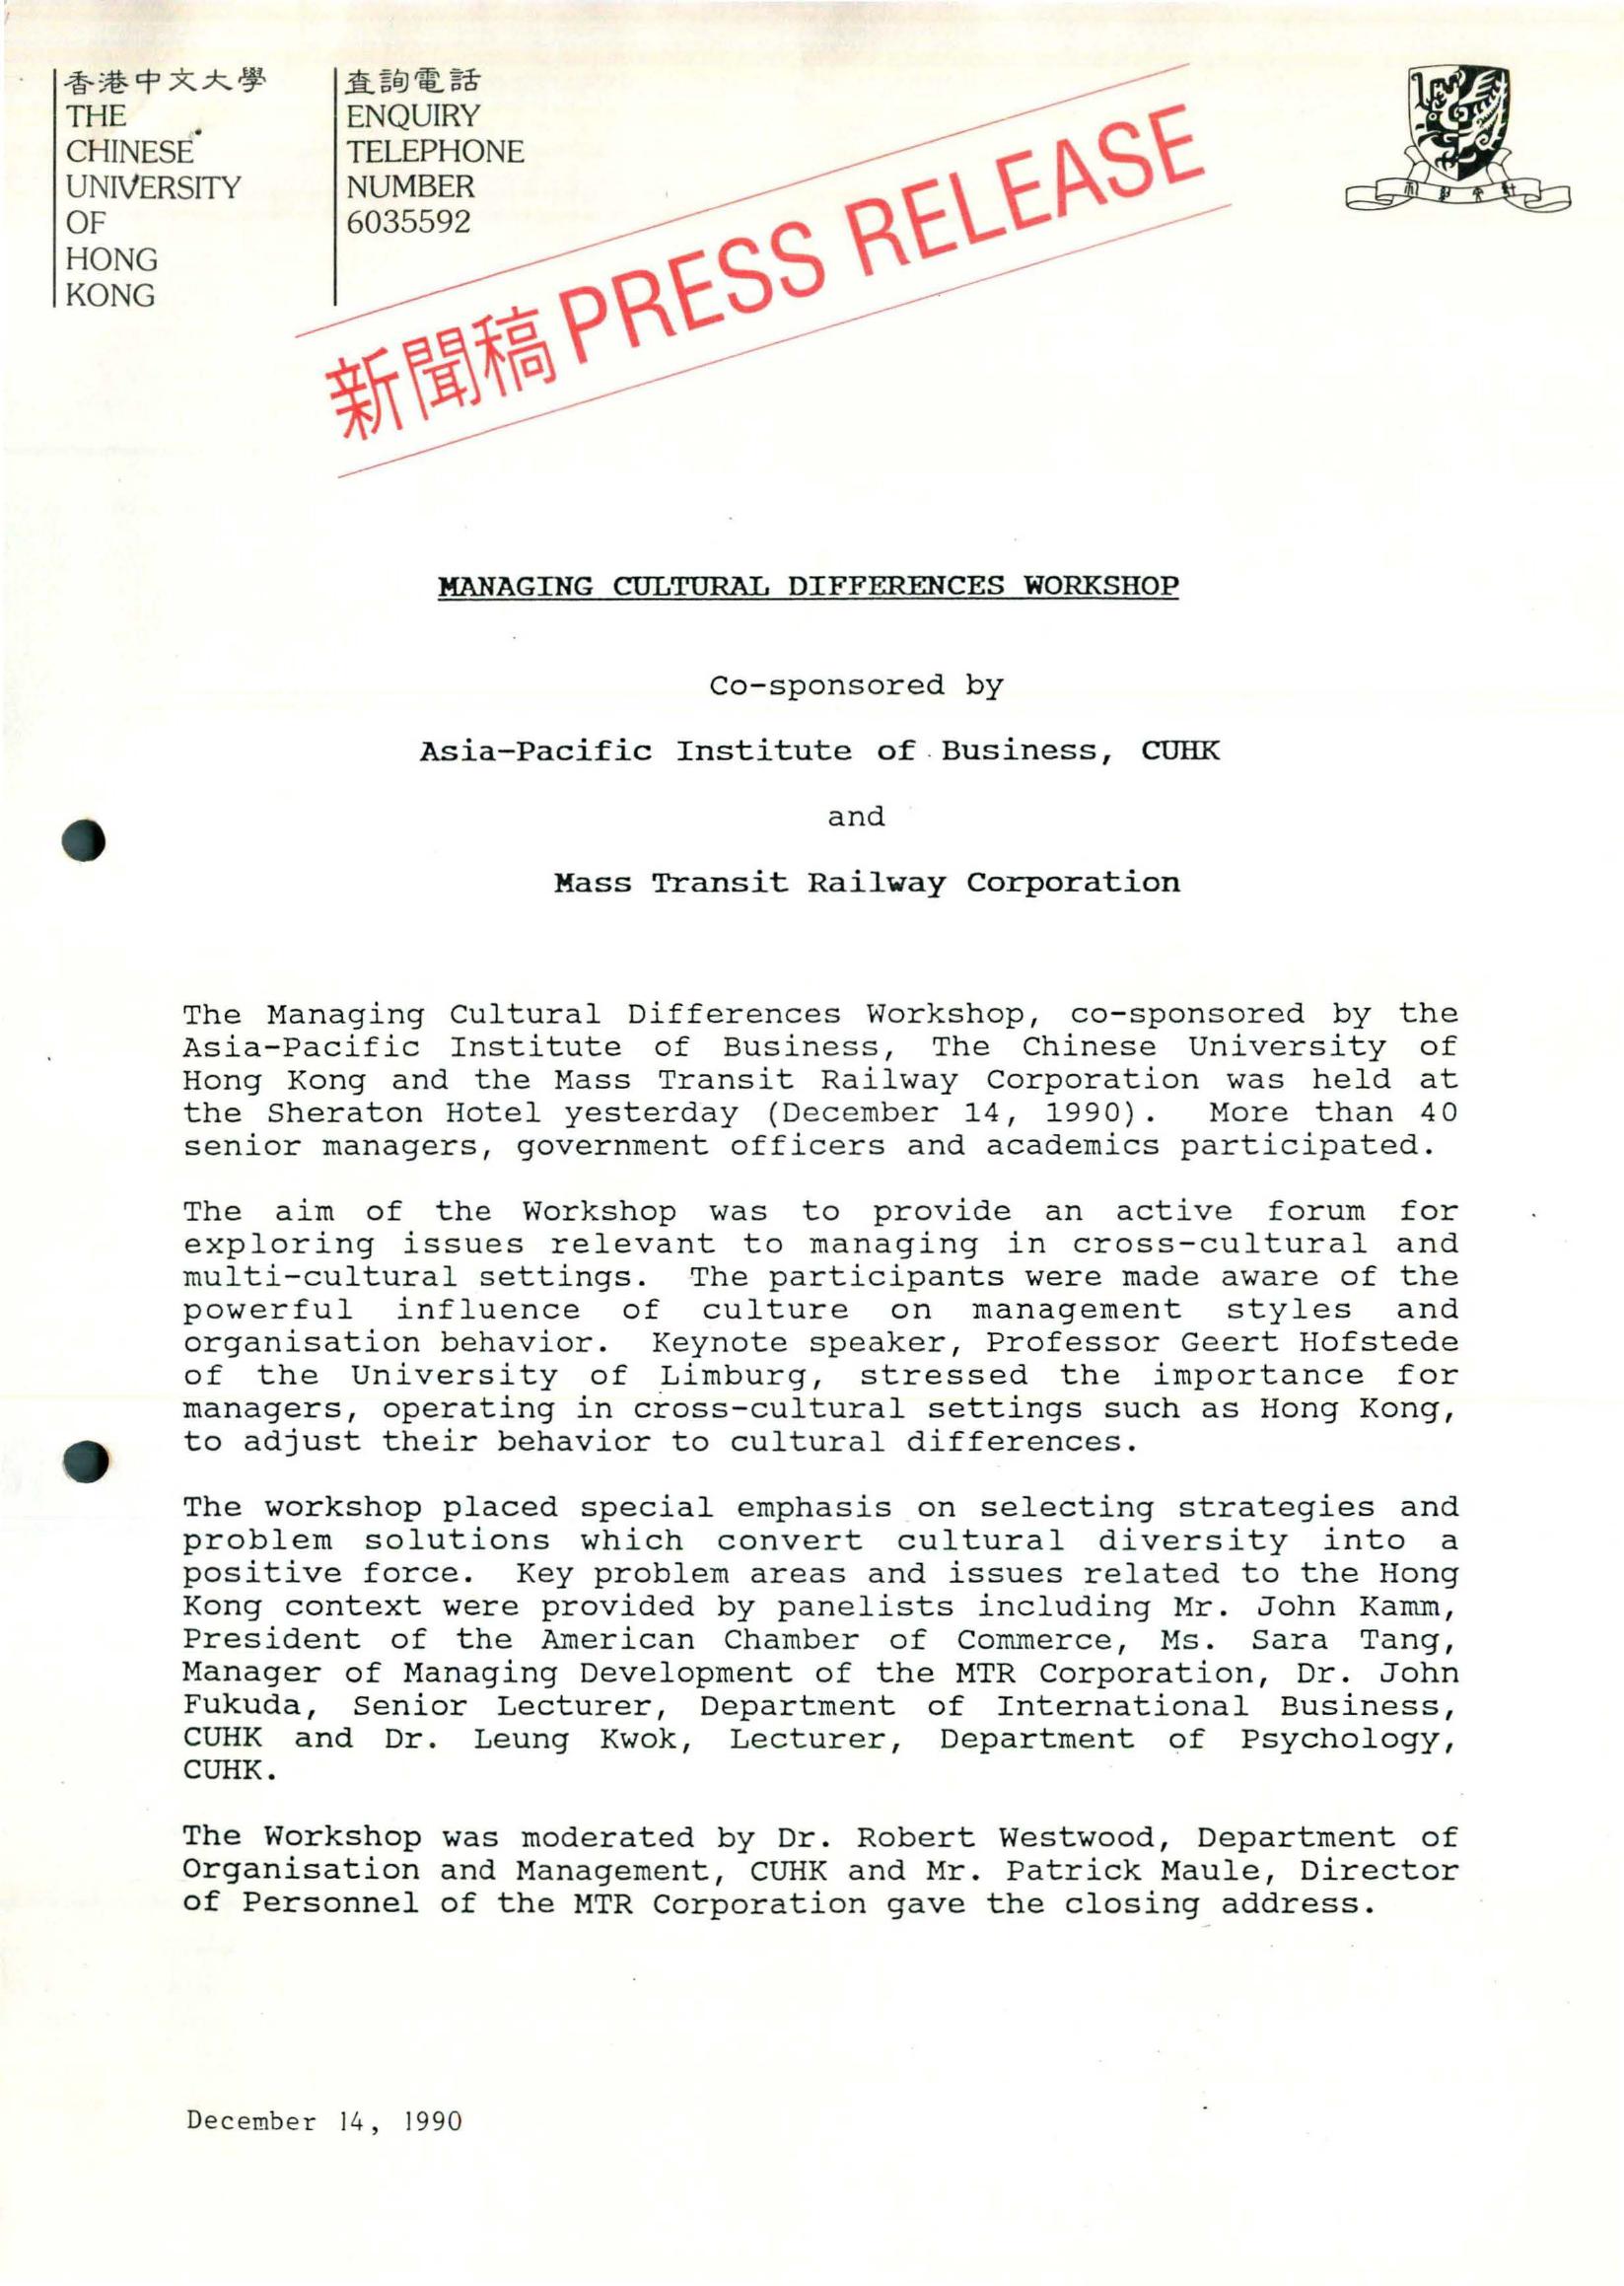 香港中文大學
THE
CHINESE
UNIVERSITY
OF
HONG
KONG
查詢電話
ENQUIRY
TELEPHONE
NUMBER
6035592
新聞稿 PRESS RELEASE
MANAGING CULTURAL DIFFERENCES WORKSHOP
Co-sponsored by
Asia-Pacific Institute of Business, CUHK
and
Mass Transit Railway Corporation
The Managing Cultural Differences Workshop, co-sponsored by the
Asia-Pacific Institute of Business, The Chinese University of
Hong Kong and the Mass Transit Railway Corporation was held at
the Sheraton Hotel yesterday (December 14, 1990). More than 40
senior managers, government officers and academics participated.
The aim of the Workshop was to provide an active forum for
exploring issues relevant to managing in cross-cultural and
multi-cultural settings. The participants were made aware of the
powerful influence of culture on management styles and
organisation behavior. Keynote speaker, Professor Geert Hofstede
of the University of Limburg, stressed the importance for
managers, operating in cross-cultural settings such as Hong Kong,
to adjust their behavior to cultural differences.
The workshop placed special emphasis on selecting strategies and
problem solutions which convert cultural diversity into a
positive force. Key problem areas and issues related to the Hong
Kong context were provided by panelists including Mr. John Kamm,
President of the American Chamber of Commerce, Ms. Sara Tang,
Manager of Managing Development of the MTR Corporation, Dr. John
Fukuda, Senior Lecturer, Department of International Business,
CUHK and Dr. Leung Kwok, Lecturer, Department of Psychology,
CUHK.
The Workshop was moderated by Dr. Robert Westwood, Department of
Organisation and Management, CUHK and Mr. Patrick Maule, Director
of Personnel of the MTR Corporation gave the closing address.
December 14, 1990